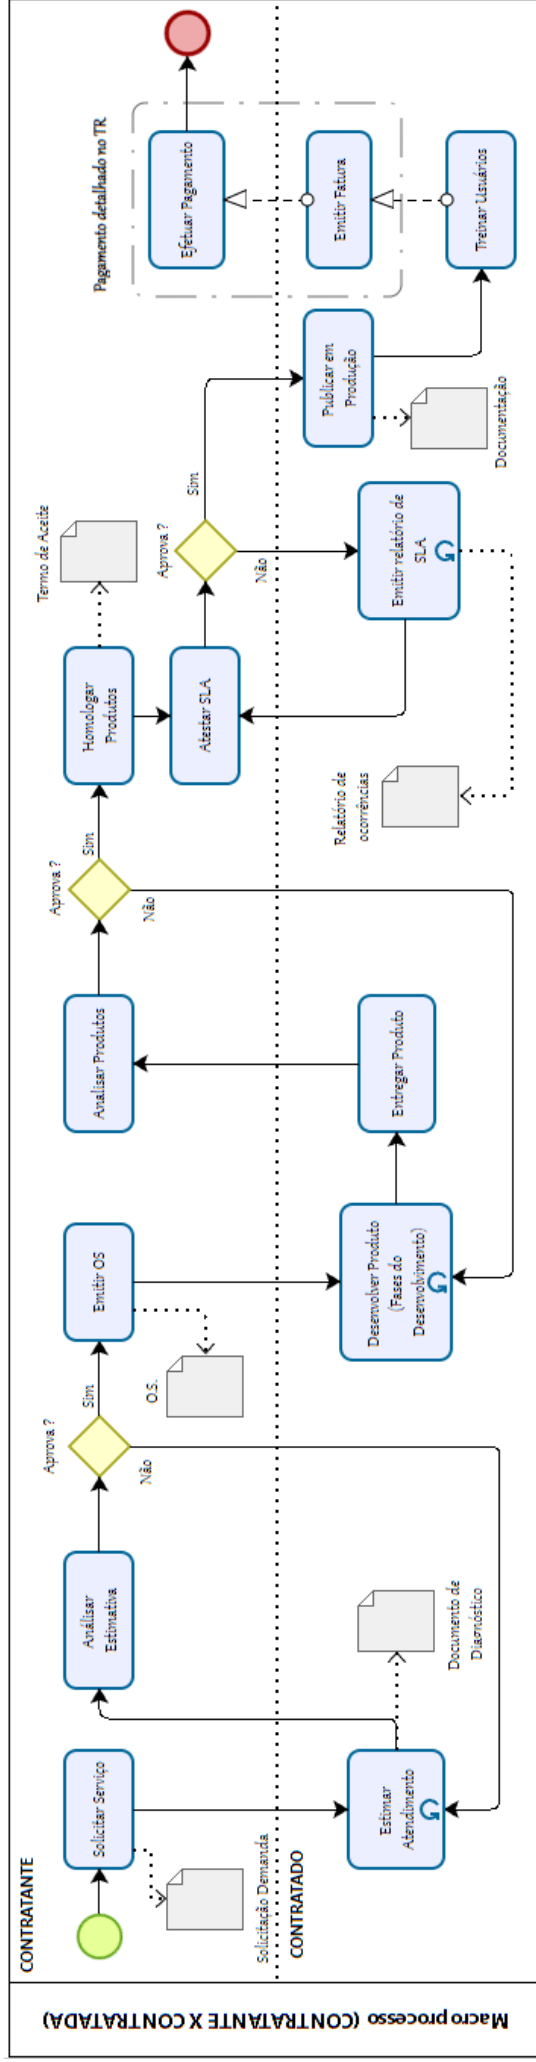 Macro processo (CONTRATANTE X CONTRATADA)
CONTRATANTE
Solicitar Serviço
Solicitação Demanda
Análisar
Estimativa
Aprova ?
Sim
Não
Emitir OS
O.S.
Analisar Produtos
Aprova ?
Sim
Não
Homologar
Produtos
Termo de Aceite
Atestar SLA
Aprova ?
Sim
Não
Pagamento detalhado no TR
Efetuar Pagamento
CONTRATADO
Estimar
Atendimento
Documento de
Diagnóstico
Desenvolver Produto
(Fases do
Desenvolvimento)
Entregar Produto
Relatório de
ocorrências
Emitir relatório de
SLA
Publicar em
Produção
Documentação
Emitir Fatura
Treinar Usuários